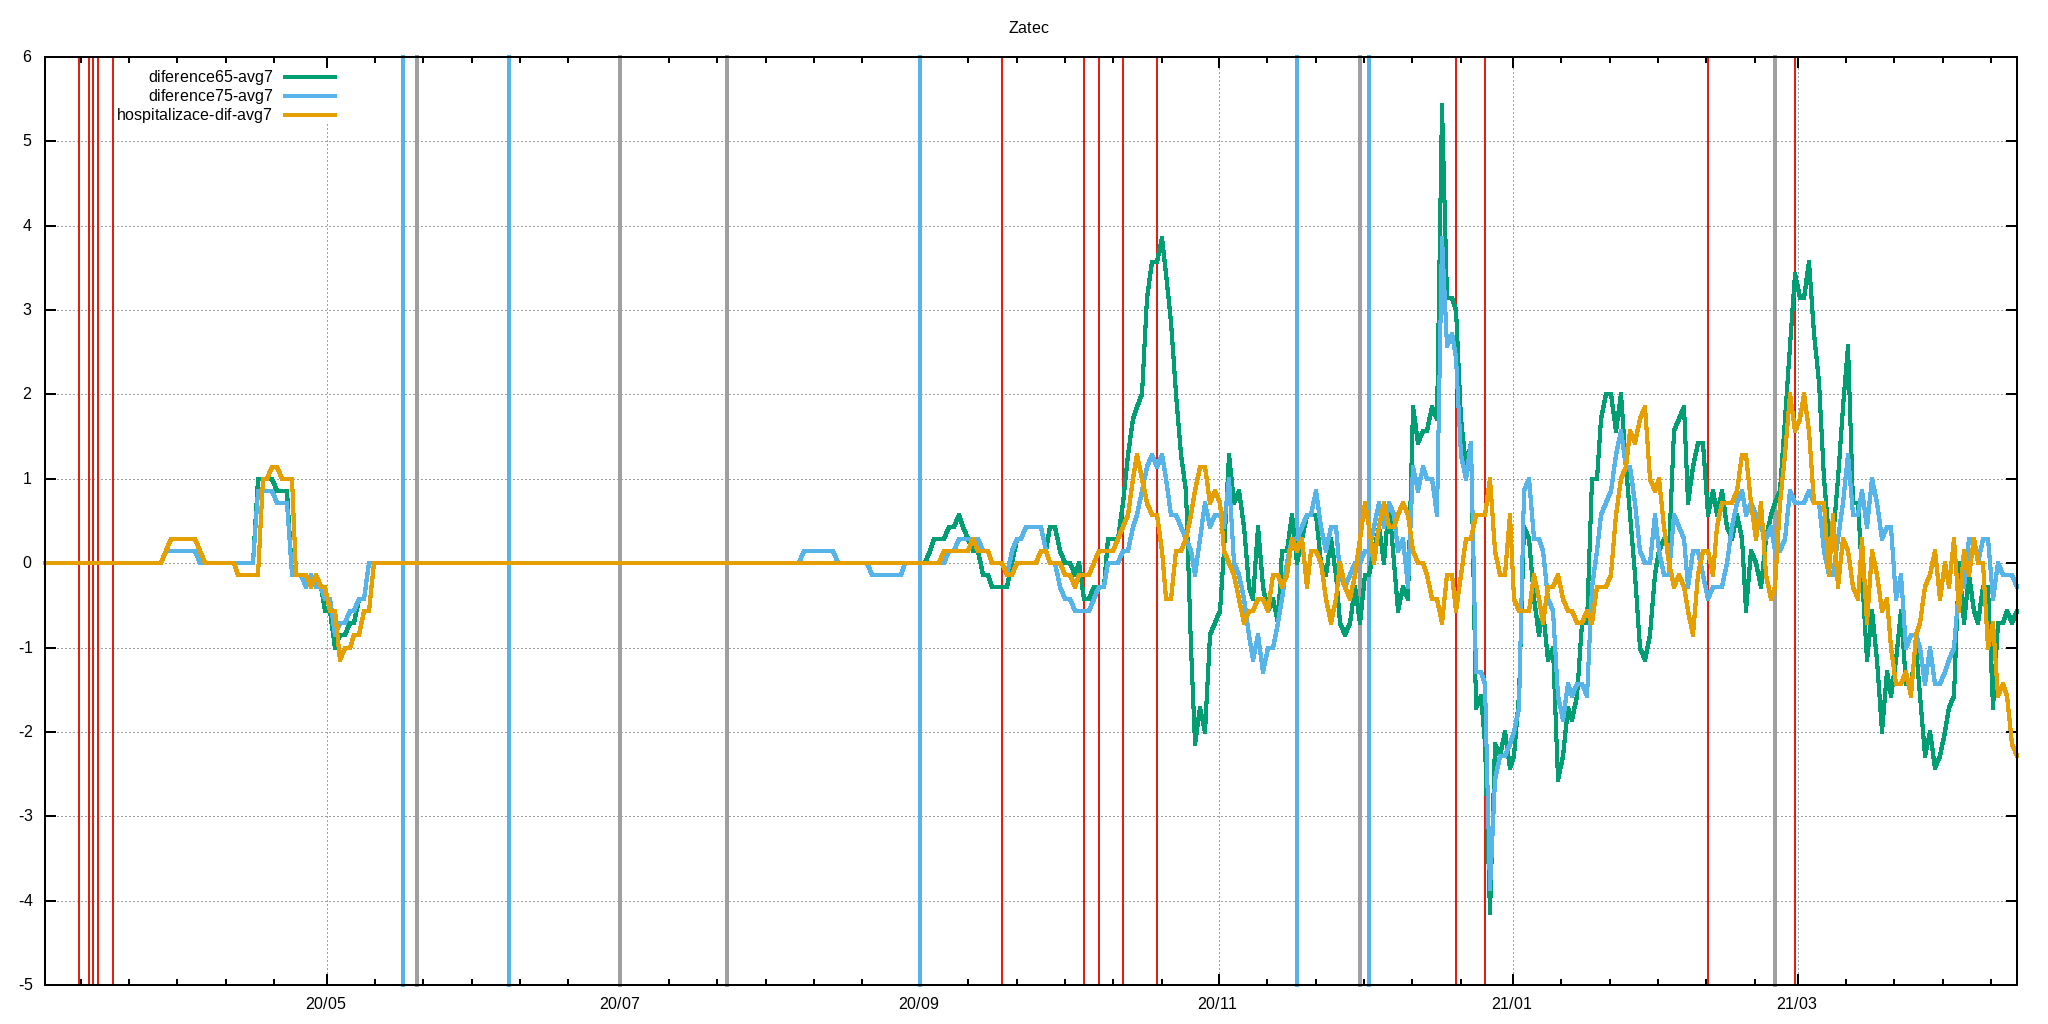 Zatec
diference65-avg7
diference75-avg7
hospitalizace-dif-avg7
6
5
4
3
2
1
0
-1
-2
-3
-4
-5
20/05 20/07 20/09 20/11 21/01 21/03